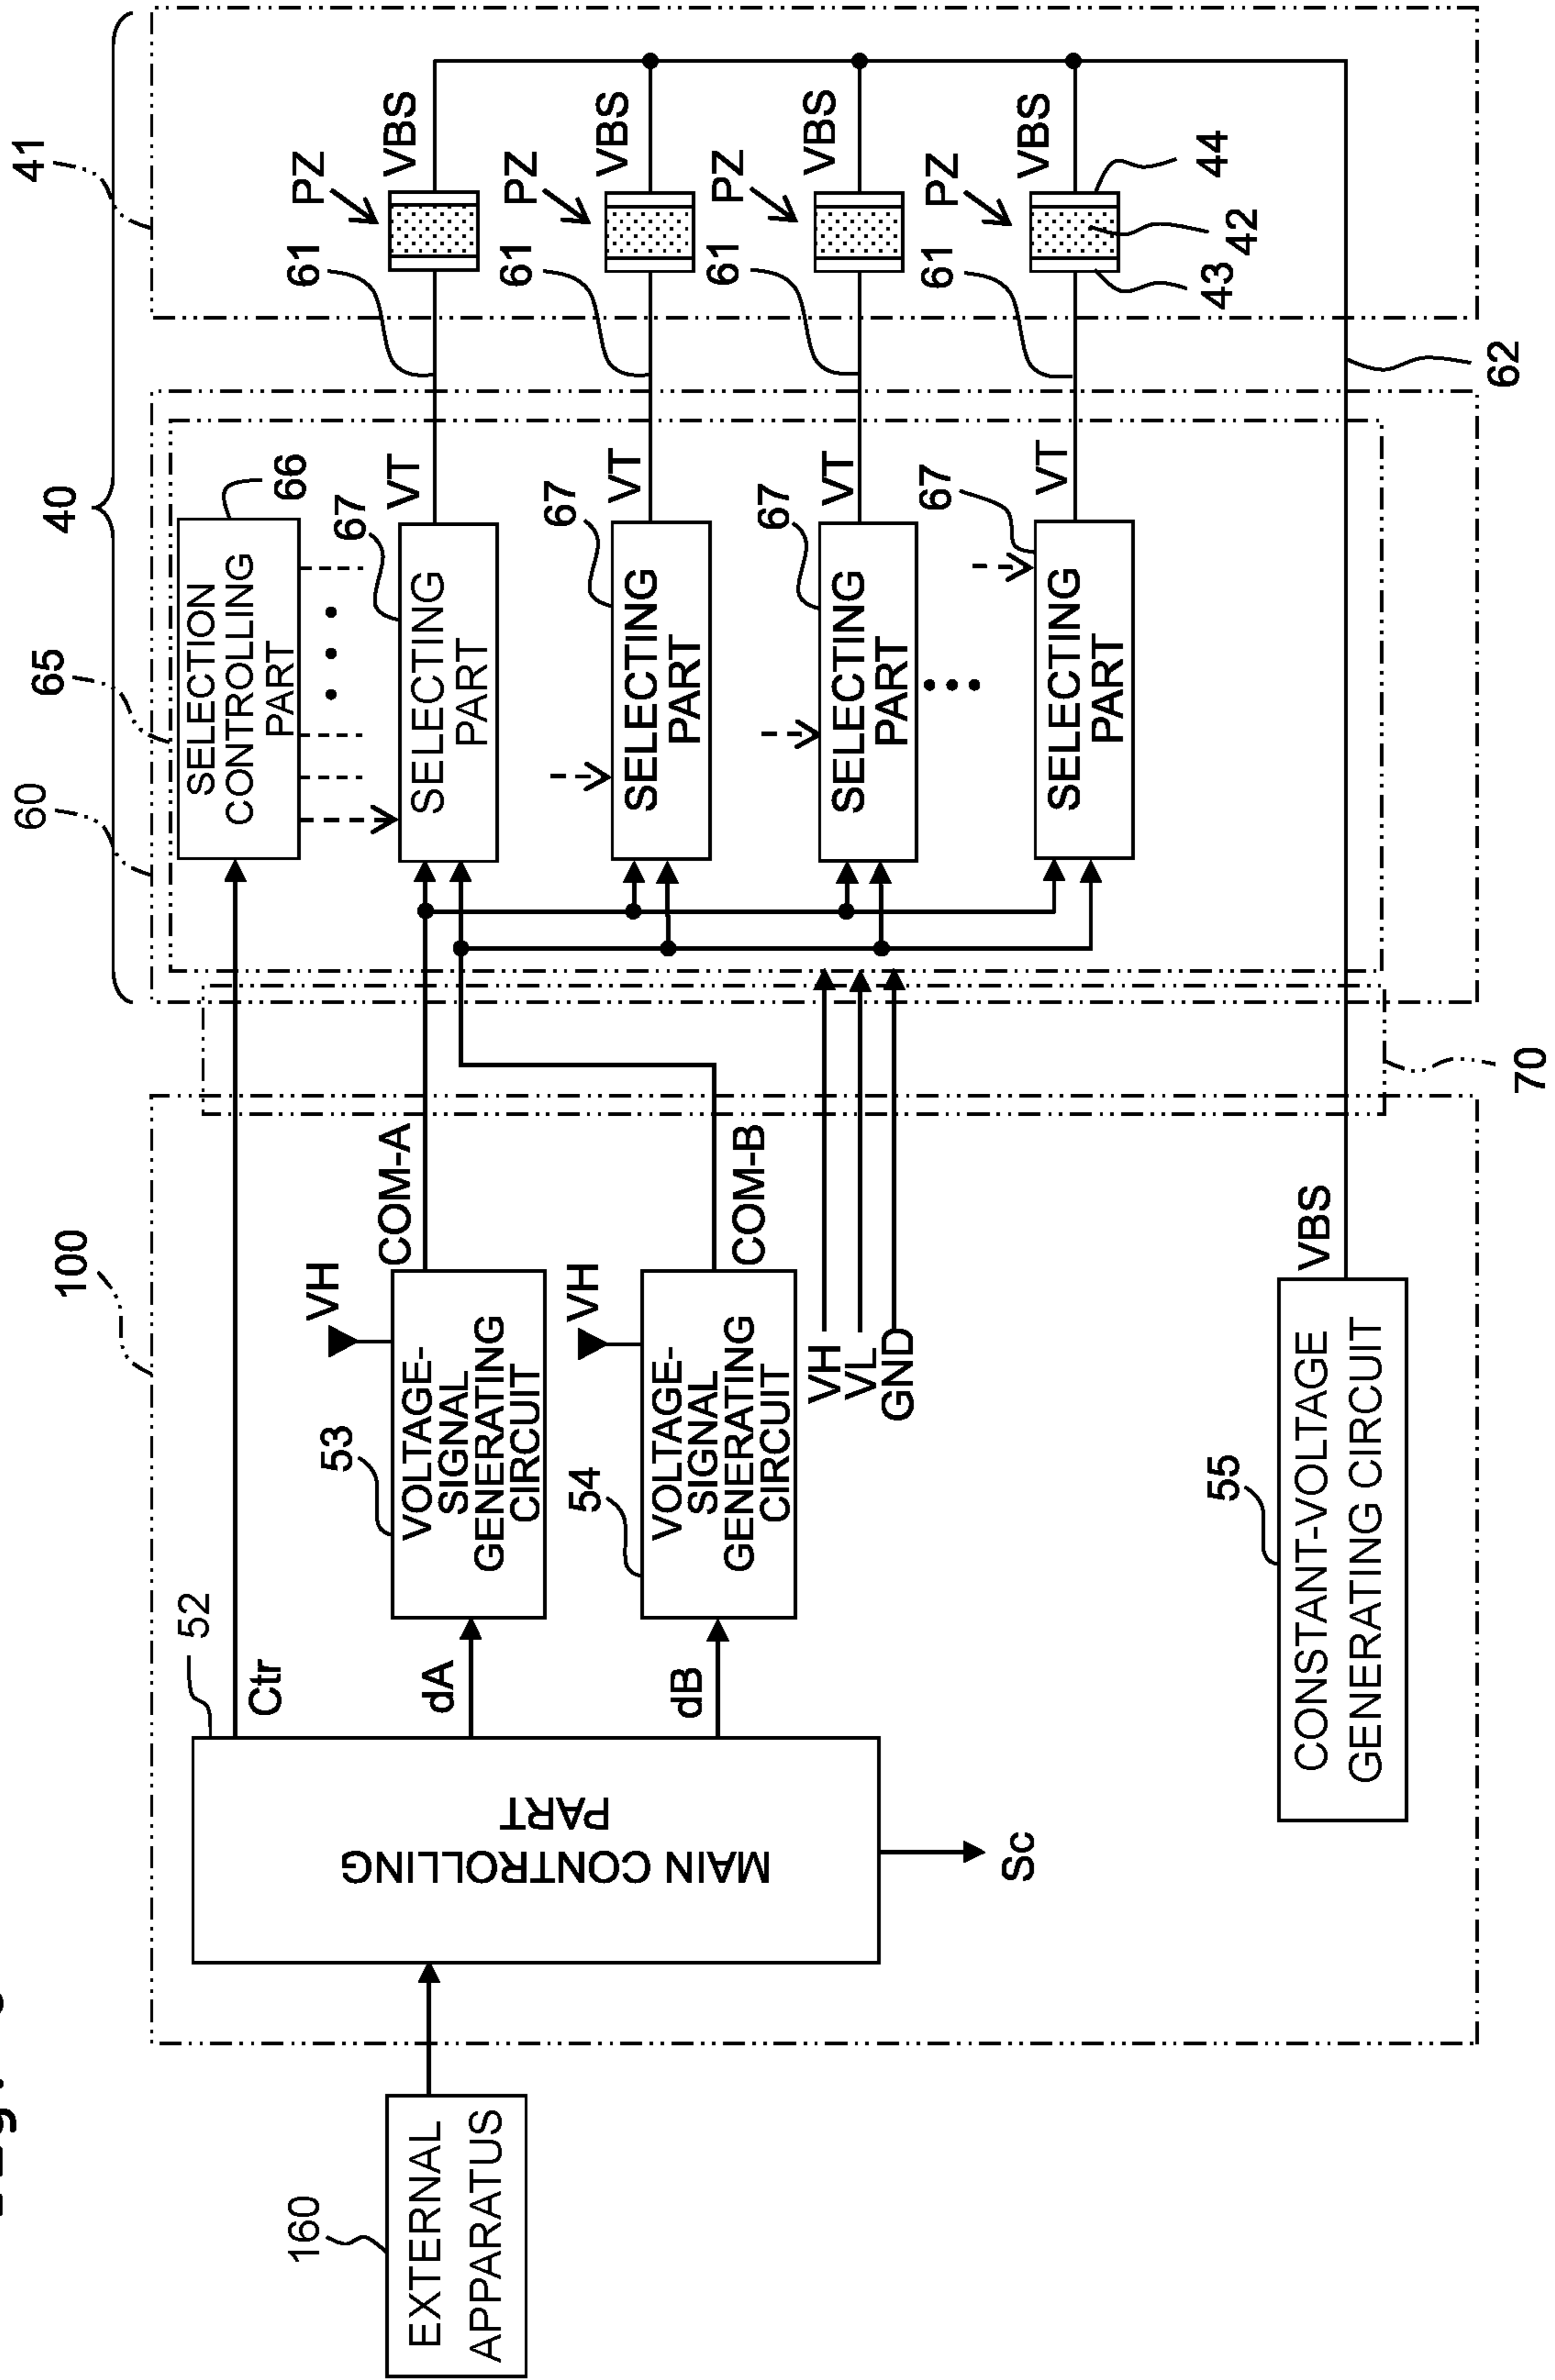 40
41
60
65
100
SELECTION
CONTROLLING
PART
66
52
Ctr
MAIN CONTROLLING
PART
Sc
160
EXTERNAL
APPARATUS
dA
dB
53
VH
VOLTAGE-
SIGNAL
GENERATING
CIRCUIT
COM-A
54
VH
VOLTAGE-
SIGNAL
GENERATING
CIRCUIT
COM-B
VH
VL
GND
67
SELECTING
PART
VT
61
PZ
VBS
67
SELECTING
PART
VT
61
PZ
VBS
67
SELECTING
PART
VT
61
PZ
VBS
67
SELECTING
PART
VT
61
PZ
VBS
43
42
44
55
CONSTANT-VOLTAGE
GENERATING CIRCUIT
VBS
70
62